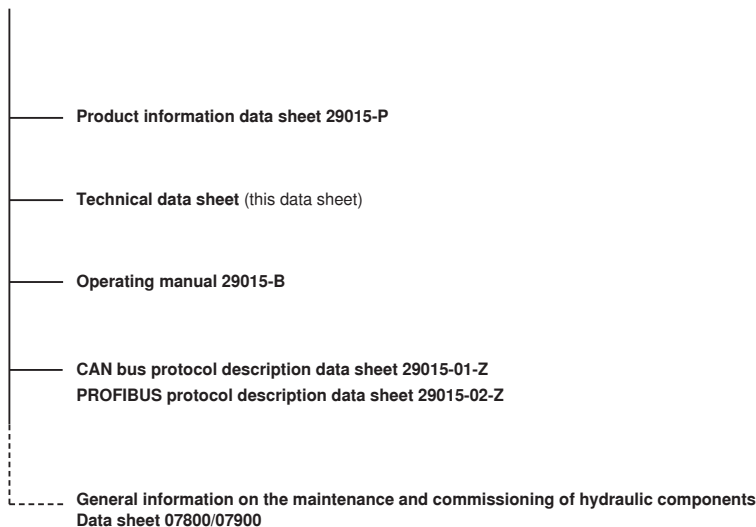 Product information data sheet 29015-P
Technical data sheet (this data sheet)
Operating manual 29015-B
CAN bus protocol description data sheet 29015-01-Z
PROFIBUS protocol description data sheet 29015-02-Z
General information on the maintenance and commissioning of hydraulic components
Data sheet 07800/07900